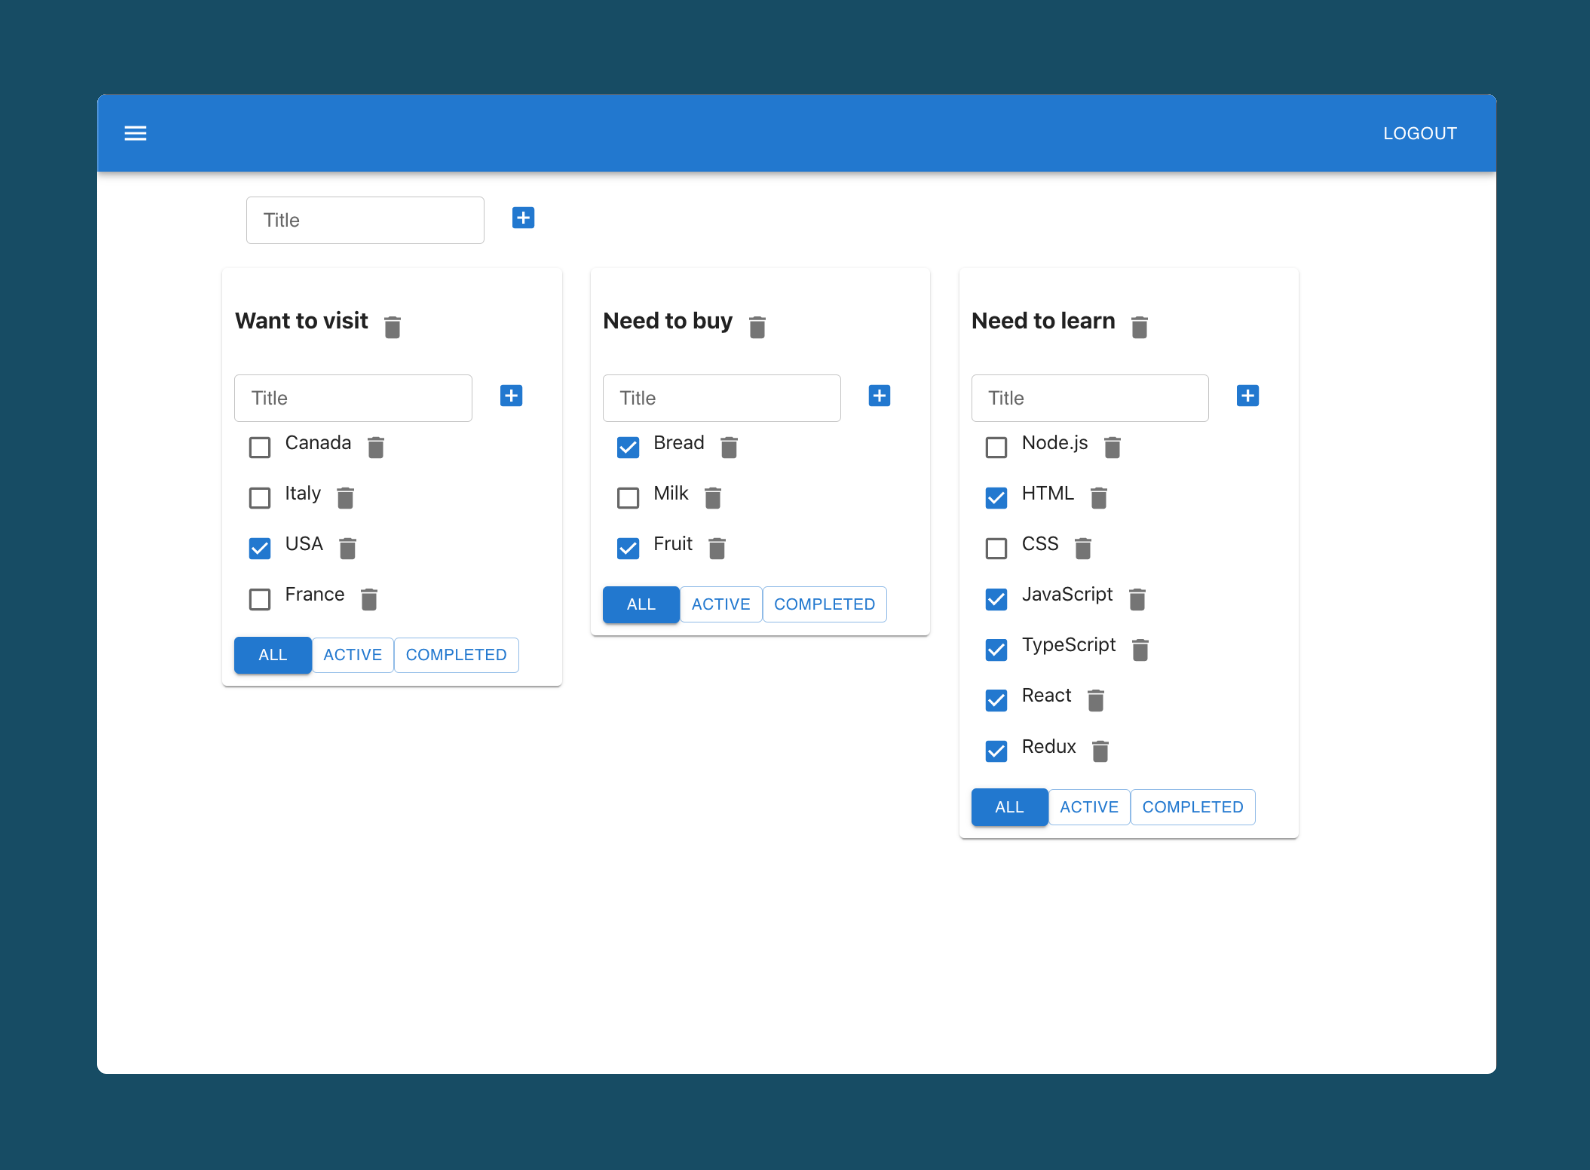 LOGOUT
Title
Want to visit
Title
Canada
Italy
USA
France
ALL ACTIVE COMPLETED
Need to buy
Title
Bread
Milk
Fruit
ALL ACTIVE COMPLETED
Need to learn
Title
Node.js
HTML
CSS
JavaScript
TypeScript
React
Redux
ALL ACTIVE COMPLETED